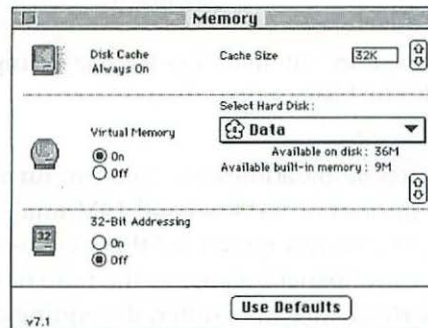 Memory
Disk Cache
Always On
Cache Size
32K
Select Hard Disk:
Data
Virtual Memory
On
Off
Available on disk: 36M
Available built-in memory: 9M
32
32-Bit Addressing
On
Off
Use Defaults
v7.1